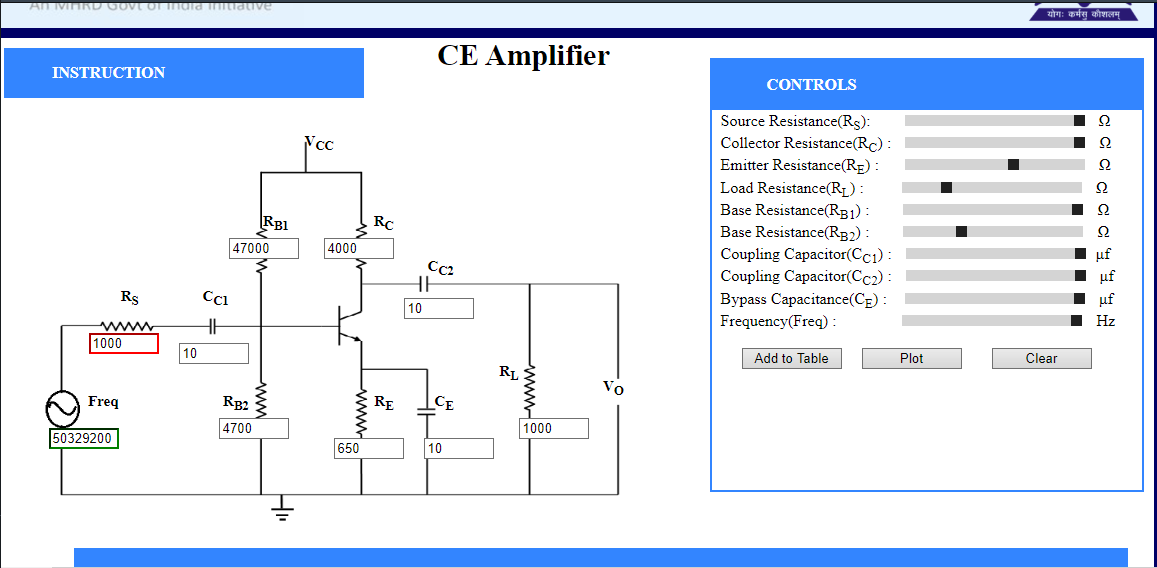 An MHRD Govt of India Initiative
योगः कर्मसु कौशलम्
CE Amplifier
INSTRUCTION
CONTROLS
Source Resistance(RS): Ω
Collector Resistance(RC) : Ω
Emitter Resistance(RE) : Ω
Load Resistance(RL) : Ω
Base Resistance(RB1) : Ω
Base Resistance(RB2) : Ω
Coupling Capacitor(CC1) : μf
Coupling Capacitor(CC2) : μf
Bypass Capacitance(CE) : μf
Frequency(Freq) : Hz
Add to Table Plot Clear
VCC
RB1 RC
47000 4000
CC2
10
RS CC1
1000
10
RL
VO
Freq RB2 RE CE
4700 1000
50329200
650 10